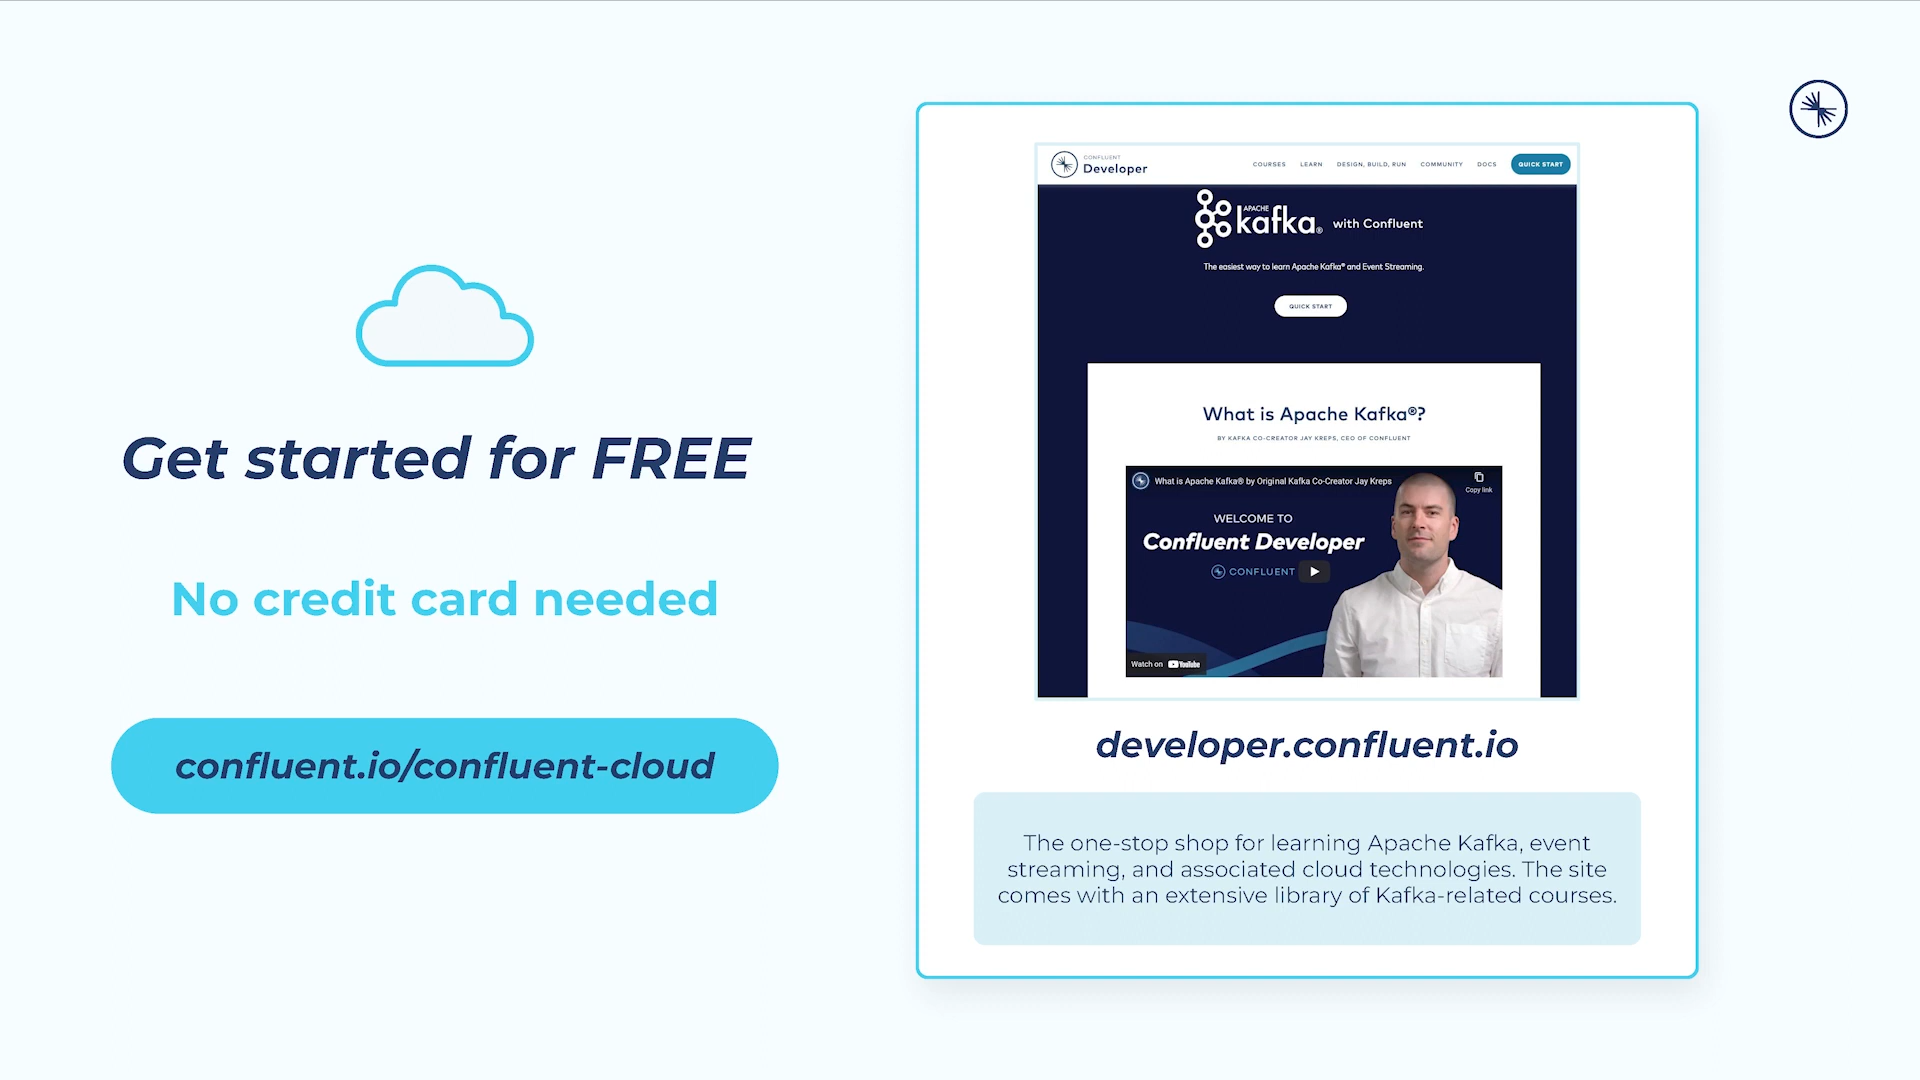 Get started for FREE
No credit card needed
confluent.io/confluent-cloud
CONFLUENT
Developer
COURSES LEARN DESIGN, BUILD, RUN COMMUNITY DOCS QUICK START
APACHE
kafka® with Confluent
The easiest way to learn Apache Kafka® and Event Streaming.
QUICK START
What is Apache Kafka®?
BY KAFKA CO-CREATOR JAY KREPS, CEO OF CONFLUENT
What is Apache Kafka® by Original Kafka Co-Creator Jay Kreps
Copy link
WELCOME TO
Confluent Developer
CONFLUENT
Watch on YouTube
developer.confluent.io
The one-stop shop for learning Apache Kafka, event
streaming, and associated cloud technologies. The site
comes with an extensive library of Kafka-related courses.